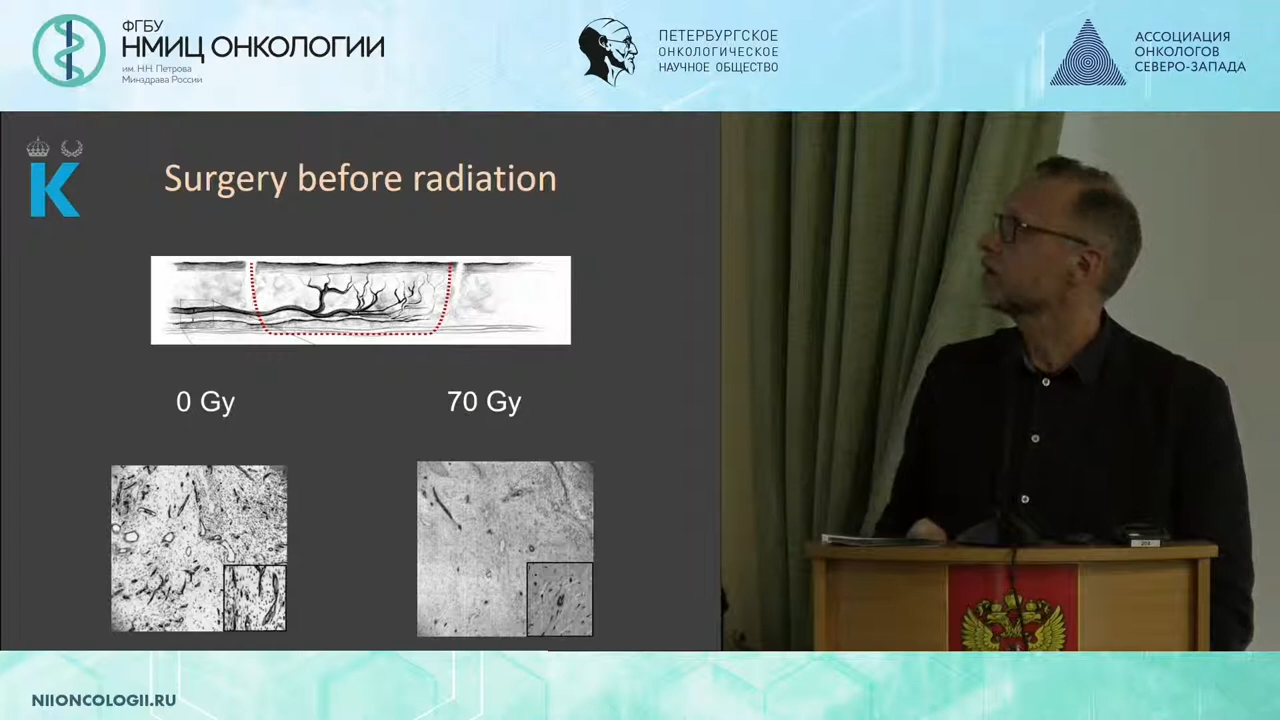 ФГБУ
НМИЦ ОНКОЛОГИИ
им. Н.Н. Петрова
Минздрава России
ПЕТЕРБУРГСКОЕ
ОНКОЛОГИЧЕСКОЕ
НАУЧНОЕ ОБЩЕСТВО
АССОЦИАЦИЯ
ОНКОЛОГОВ
СЕВЕРО-ЗАПАДА
K
Surgery before radiation
0 Gy
70 Gy
NIIONCOLOGII.RU